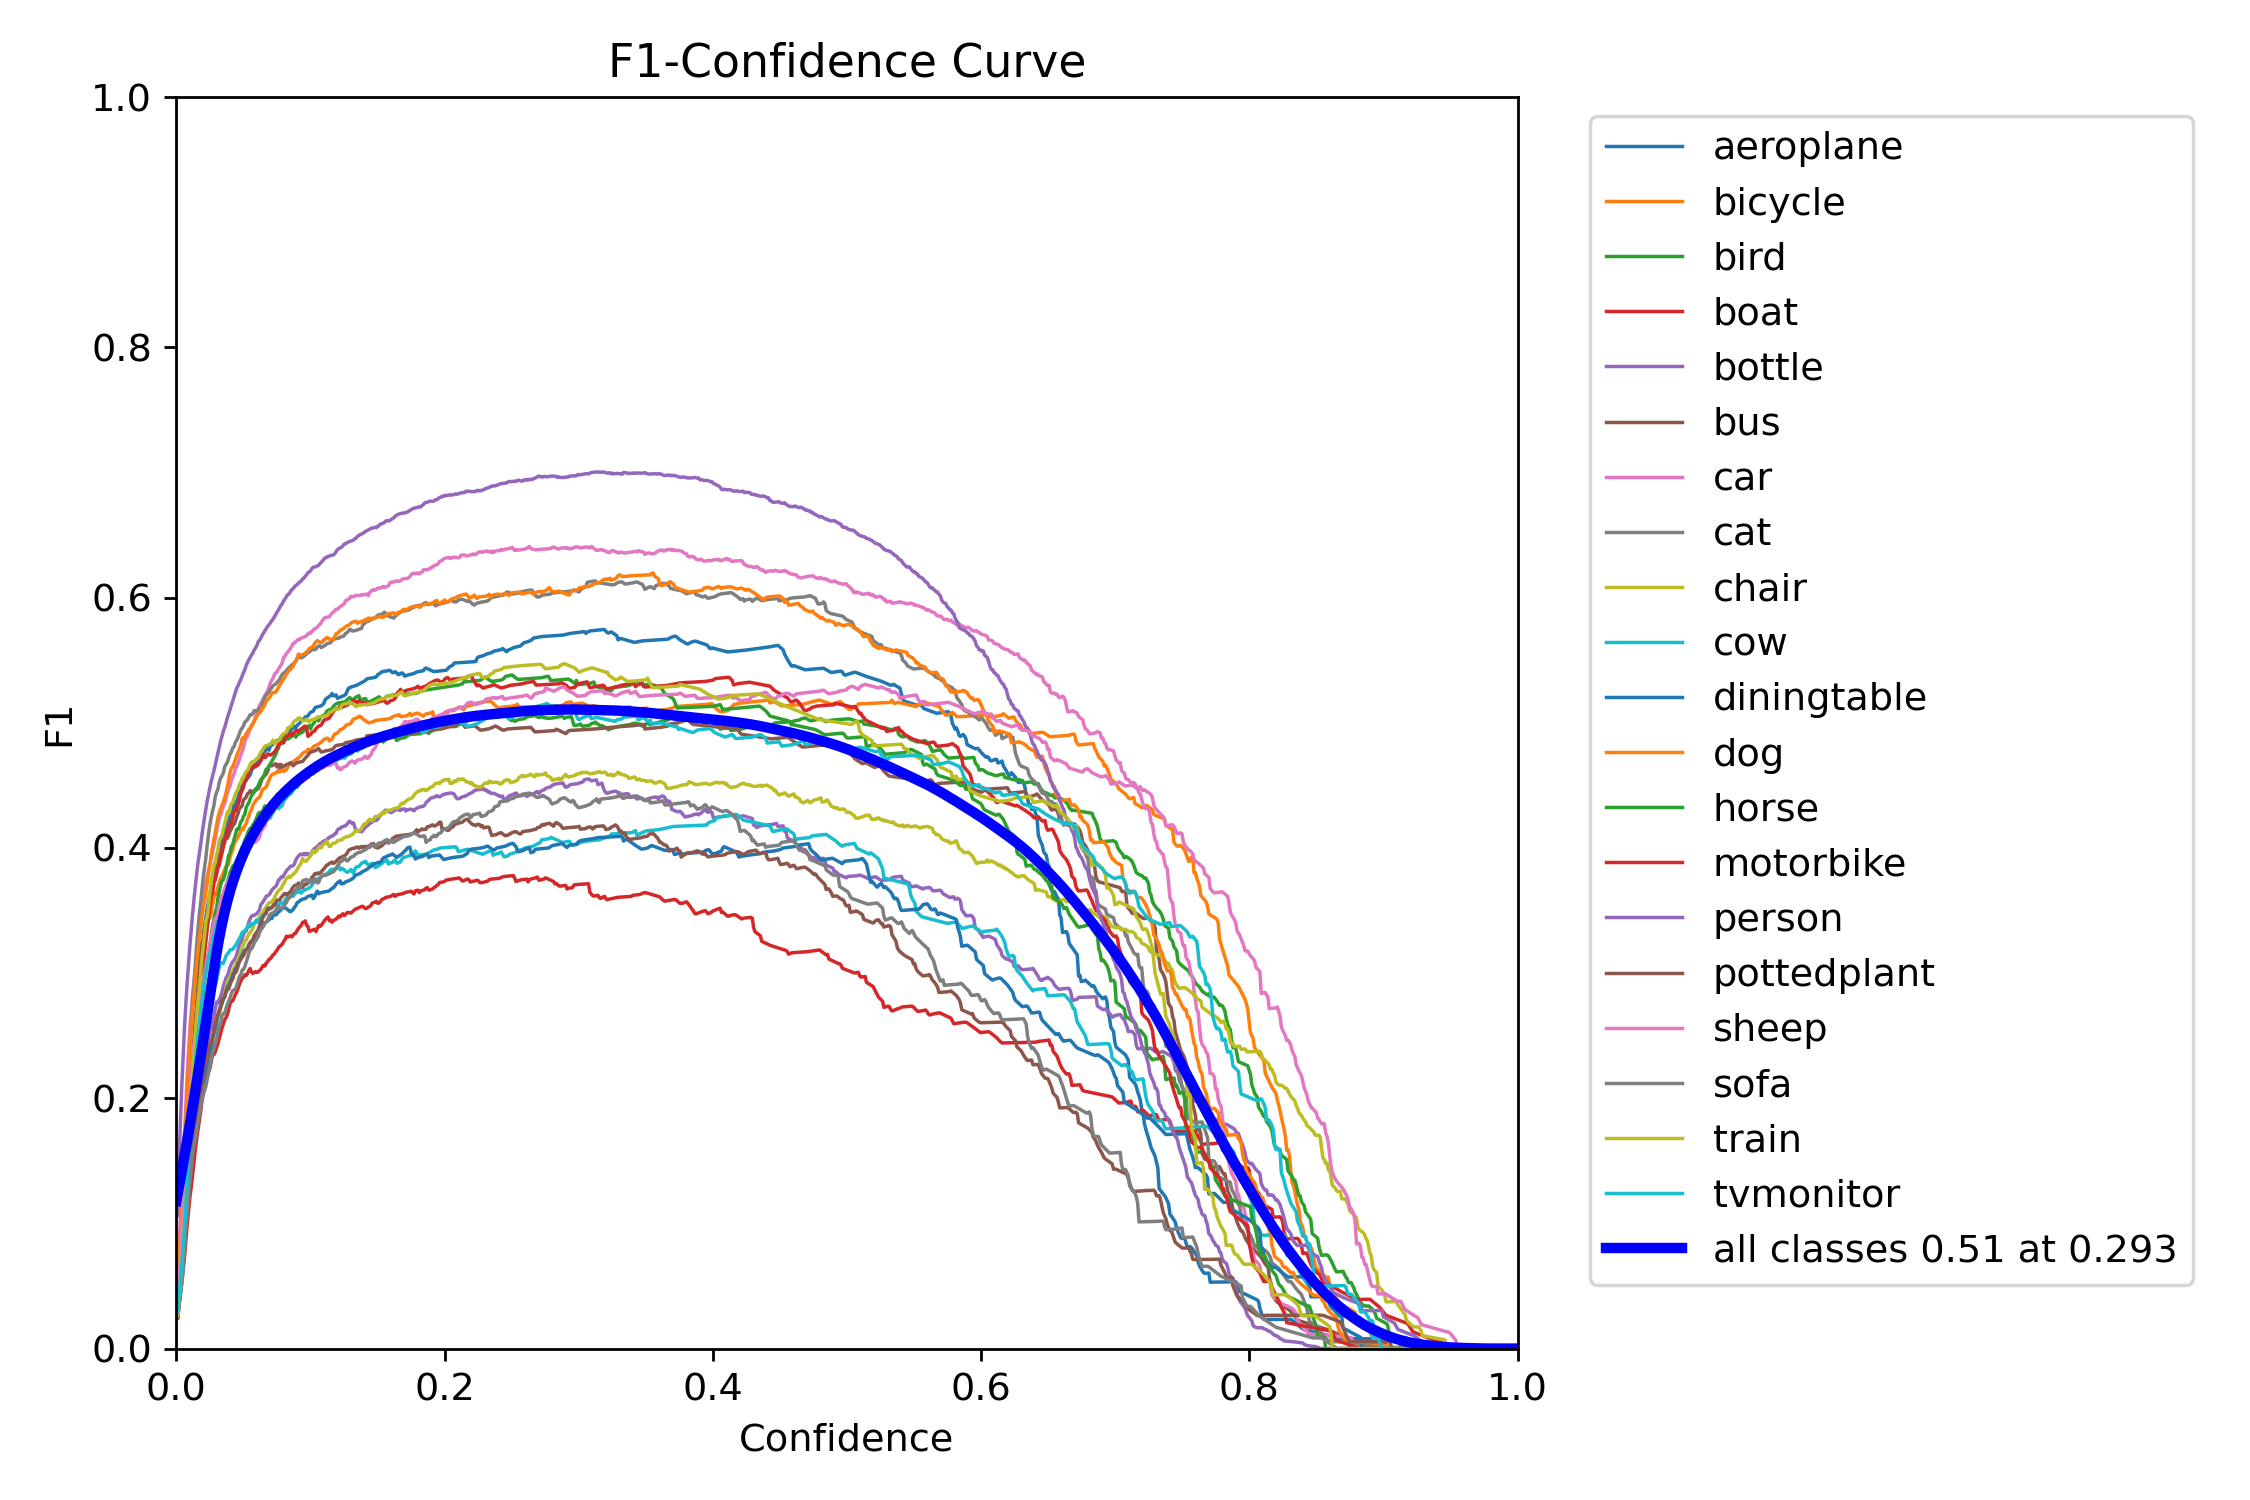 F1-Confidence Curve
1.0
0.8
0.6
0.4
0.2
0.0
F1
0.0 0.2 0.4 0.6 0.8 1.0
Confidence
aeroplane
bicycle
bird
boat
bottle
bus
car
cat
chair
cow
diningtable
dog
horse
motorbike
person
pottedplant
sheep
sofa
train
tvmonitor
all classes 0.51 at 0.293